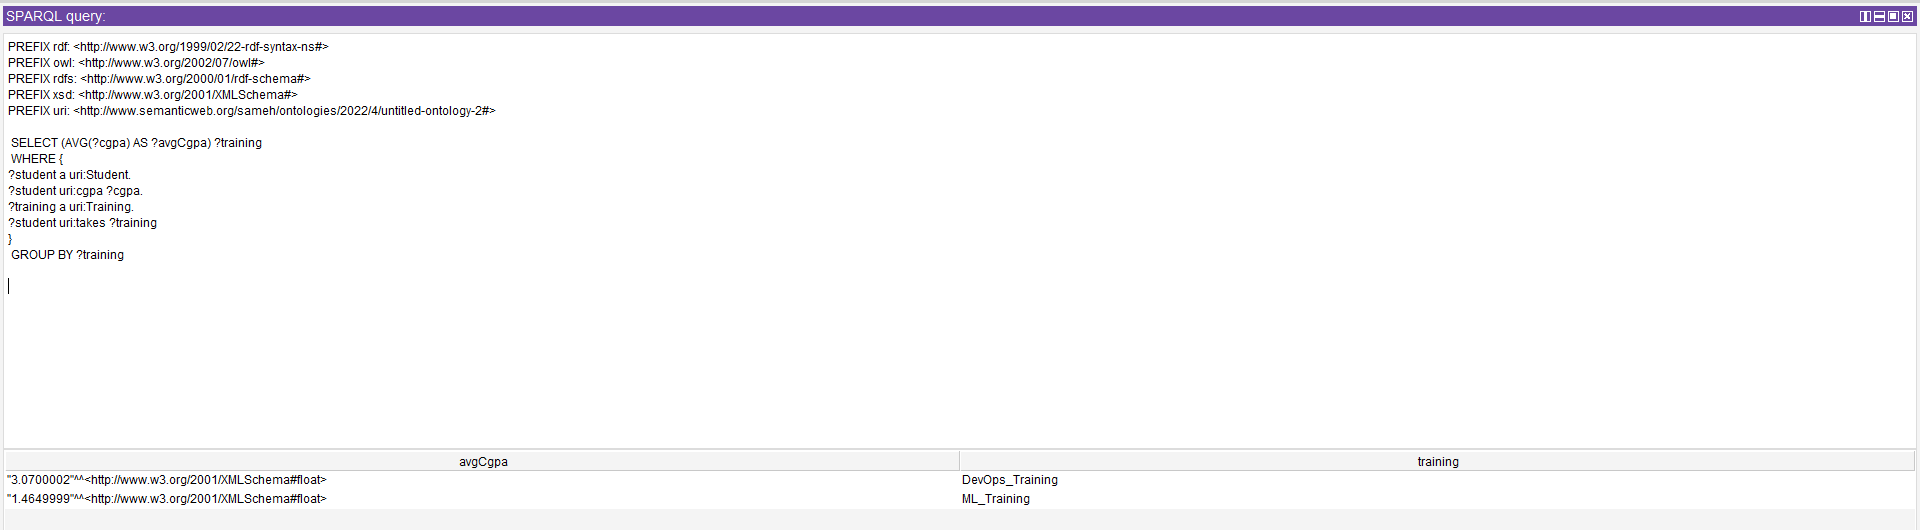 SPARQL query:
PREFIX rdf: <http://www.w3.org/1999/02/22-rdf-syntax-ns#>
PREFIX owl: <http://www.w3.org/2002/07/owl#>
PREFIX rdfs: <http://www.w3.org/2000/01/rdf-schema#>
PREFIX xsd: <http://www.w3.org/2001/XMLSchema#>
PREFIX uri: <http://www.semanticweb.org/sameh/ontologies/2022/4/untitled-ontology-2#>
SELECT (AVG(?cgpa) AS ?avgCgpa) ?training
WHERE {
?student a uri:Student.
?student uri:cgpa ?cgpa.
?training a uri:Training.
?student uri:takes ?training
}
GROUP BY ?training
avgCgpa training
"3.0700002"^^<http://www.w3.org/2001/XMLSchema#float> DevOps_Training
"1.4649999"^^<http://www.w3.org/2001/XMLSchema#float> ML_Training